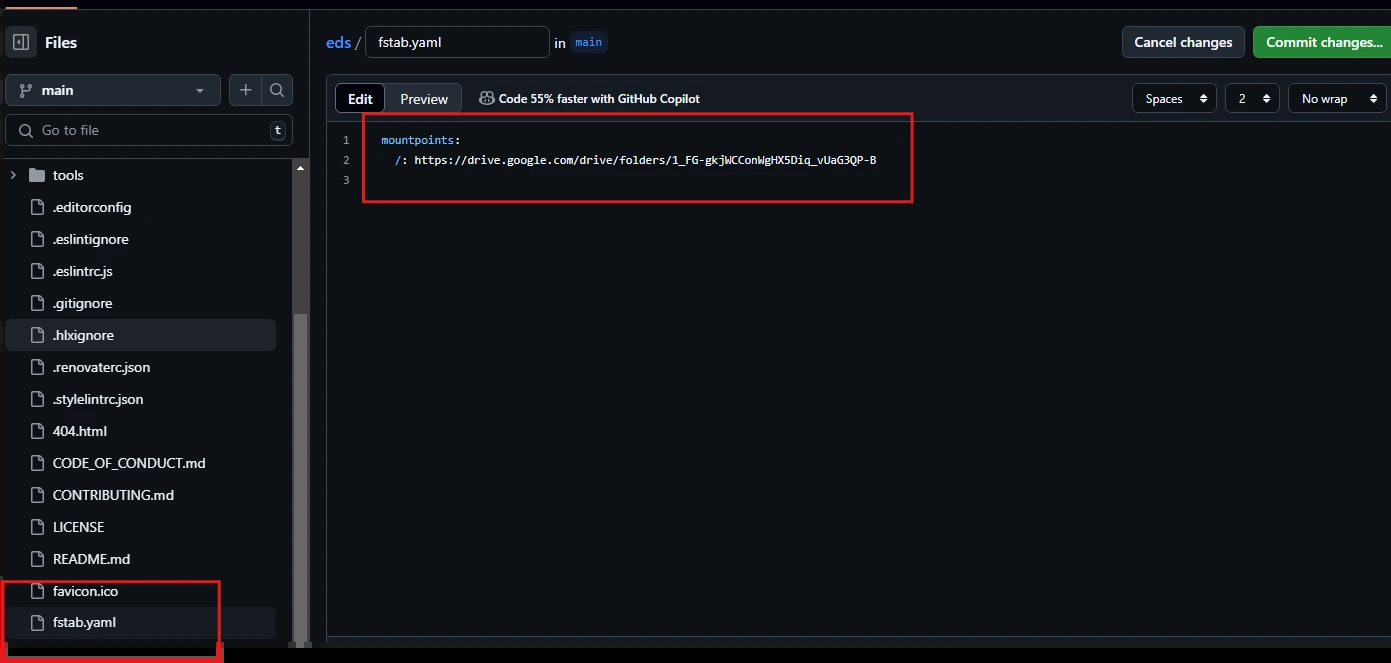 Files
main
Go to file
t
tools
.editorconfig
.eslintignore
.eslintrc.js
.gitignore
.hlxignore
.renovaterc.json
.stylelintrc.json
404.html
CODE_OF_CONDUCT.md
CONTRIBUTING.md
LICENSE
README.md
favicon.ico
fstab.yaml
eds / fstab.yaml in main
Cancel changes
Commit changes...
Edit
Preview
Code 55% faster with GitHub Copilot
Spaces
2
No wrap
1 mountpoints:
2 /: https://drive.google.com/drive/folders/1_FG-gkjWCConWgHX5Diq_vUaG3QP-B
3